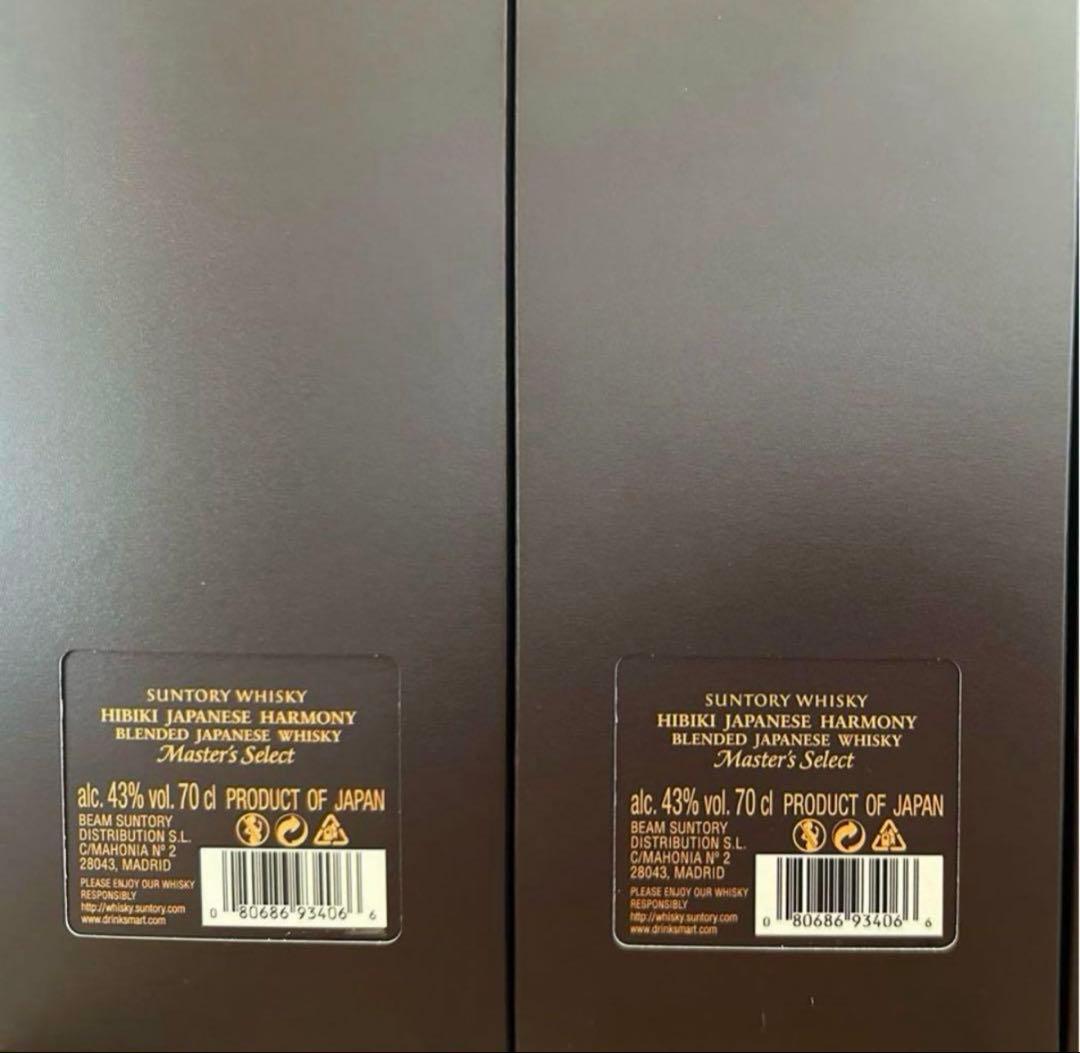 SUNTORY WHISKY
HIBIKI JAPANESE HARMONY
BLENDED JAPANESE WHISKY
Master's Select
alc. 43% vol. 70 cl PRODUCT OF JAPAN
BEAM SUNTORY
DISTRIBUTION S.L.
C/MAHONIA Nº 2
28043, MADRID
PLEASE ENJOY OUR WHISKY
RESPONSIBLY
http://whisky.suntory.com
www.drinksmart.com
0 80686 93406 6
SUNTORY WHISKY
HIBIKI JAPANESE HARMONY
BLENDED JAPANESE WHISKY
Master's Select
alc. 43% vol. 70 cl PRODUCT OF JAPAN
BEAM SUNTORY
DISTRIBUTION S.L.
C/MAHONIA Nº 2
28043, MADRID
PLEASE ENJOY OUR WHISKY
RESPONSIBLY
http://whisky.suntory.com
www.drinksmart.com
0 80686 93406 6